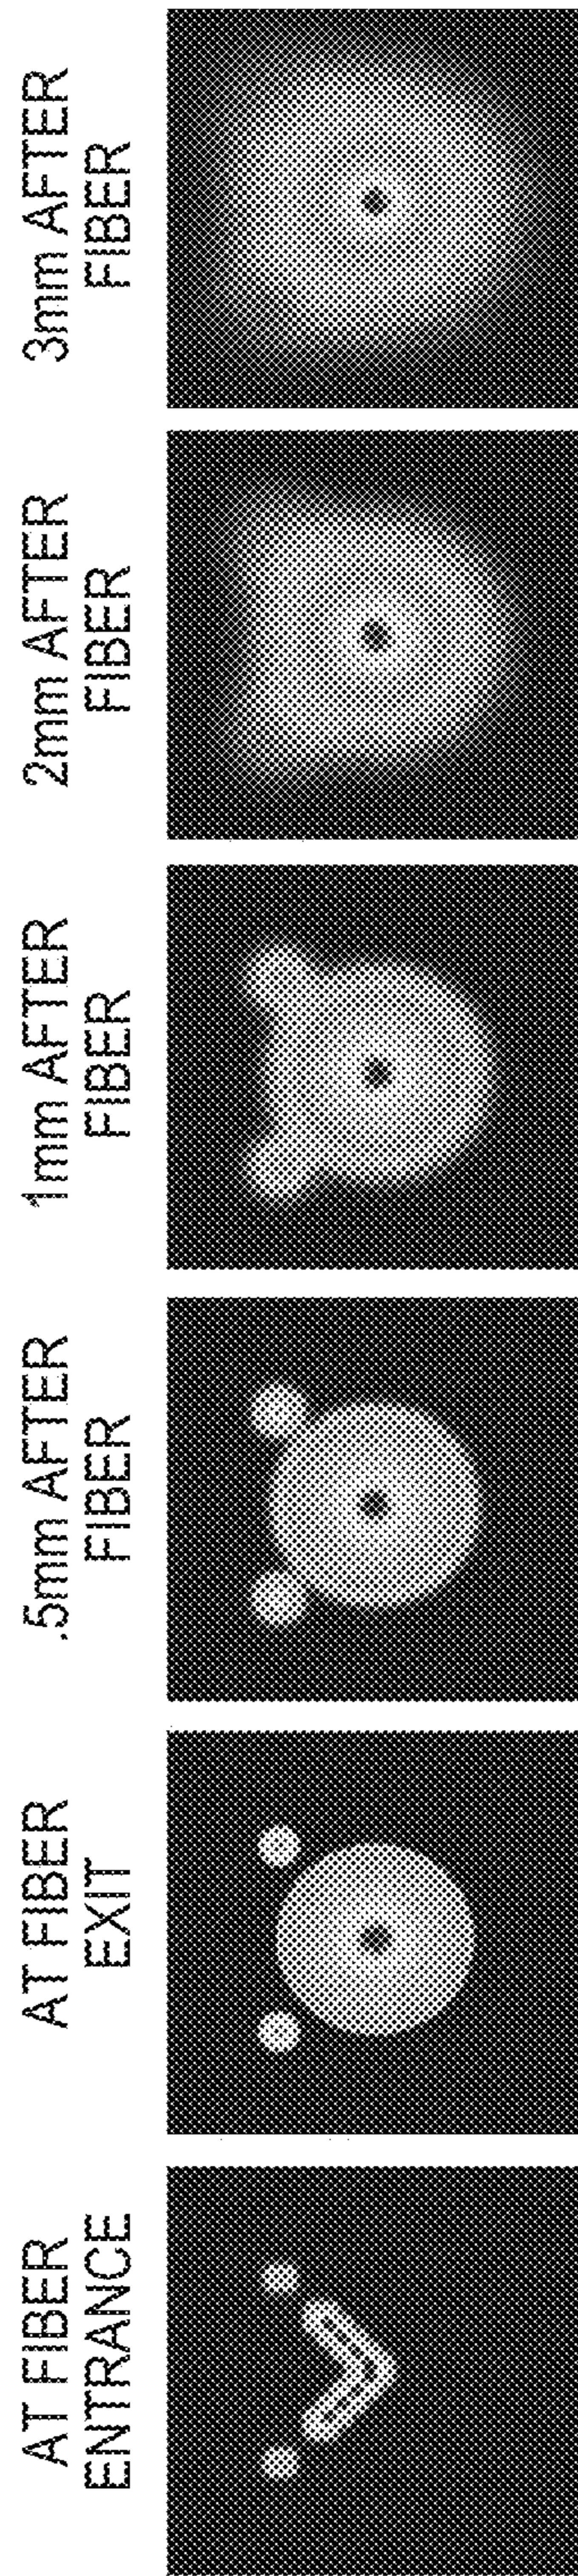 AT FIBER
ENTRANCE
AT FIBER
EXIT
.5mm AFTER
FIBER
1mm AFTER
FIBER
2mm AFTER
FIBER
3mm AFTER
FIBER